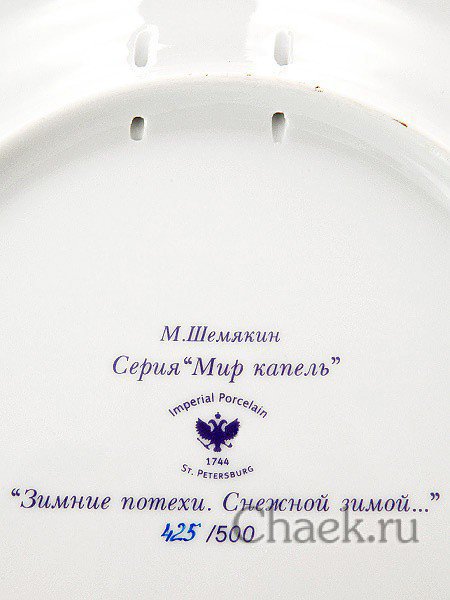 М.Шемякин
Серия “Мир капель”
Imperial Porcelain
1744
ST. PETERSBURG
“Зимние потехи. Снежной зимой...”
425 /500
Chaek.ru